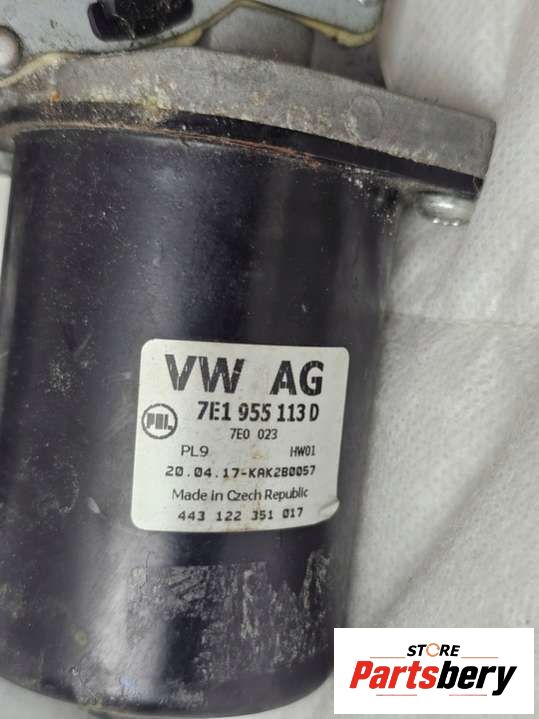 VW AG
PAL 7E1 955 113 D
7E0 023
PL9 HW01
20.04.17-KAK2B0057
Made in Czech Republic
443 122 351 017
STORE
Partsbery